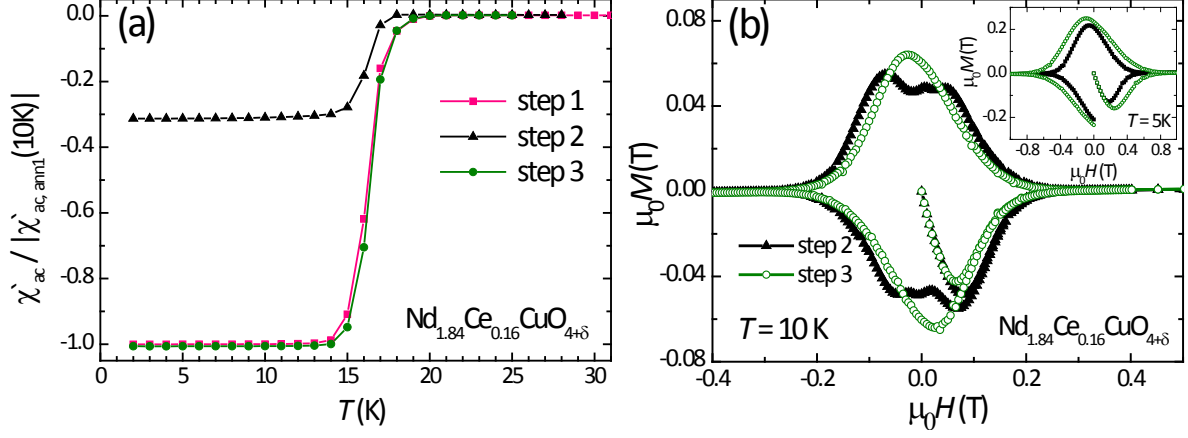 (a)
χ`ac / |χ`ac,ann1(10K)|
0.0
-0.2
-0.4
-0.6
-0.8
-1.0
step 1
step 2
step 3
Nd1.84Ce0.16CuO4+δ
0 5 10 15 20 25 30
T (K)
(b)
μ0M(T)
0.08
0.04
0.00
-0.04
-0.08
step 2
step 3
T = 10 K
Nd1.84Ce0.16CuO4+δ
-0.4 -0.2 0.0 0.2 0.4
μ0H (T)
μ0M(T)
0.2
0.0
-0.2
T = 5K
-0.8 -0.4 0.0 0.4 0.8
μ0H (T)